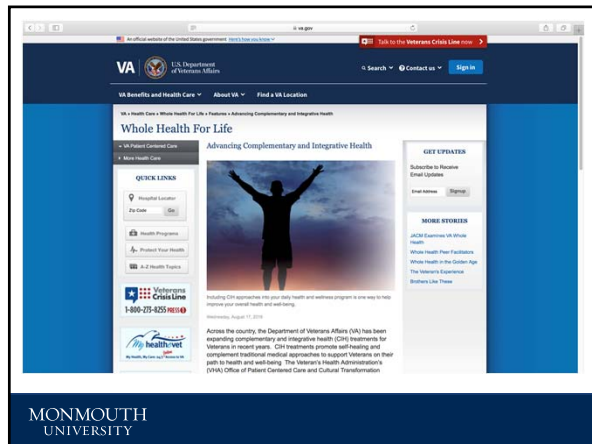 va.gov
An official website of the United States government Here's how you know
Talk to the Veterans Crisis Line now
VA
U.S. Department
of Veterans Affairs
Search
Contact us
Sign in
VA Benefits and Health Care
About VA
Find a VA Location
VA » Health Care » Whole Health For Life » Features » Advancing Complementary and Integrative Health
Whole Health For Life
VA Patient Centered Care
More Health Care
QUICK LINKS
Hospital Locator
Zip Code
Go
Health Programs
Protect Your Health
A-Z Health Topics
Veterans
Crisis Line
1-800-273-8255 PRESS 1
My healthevet
Advancing Complementary and Integrative Health
Including CIH approaches into your daily health and wellness program is one way to help
improve your overall health and well-being.
Wednesday, August 17,
Across the country, the Department of Veterans Affairs (VA) has been
expanding complementary and integrative health (CIH) treatments for
Veterans in recent years. CIH treatments promote self-healing and
complement traditional medical approaches to support Veterans on their
path to health and well-being The Veteran's Health Administration's
(VHA) Office of Patient Centered Care and Cultural Transformation
GET UPDATES
Subscribe to Receive
Email Updates
Email Address
Signup
MORE STORIES
JACM Examines VA Whole
Health
Whole Health Peer Facilitators
Whole Health in the Golden Age
The Veteran's Experience
Brothers Like These
MONMOUTH
UNIVERSITY